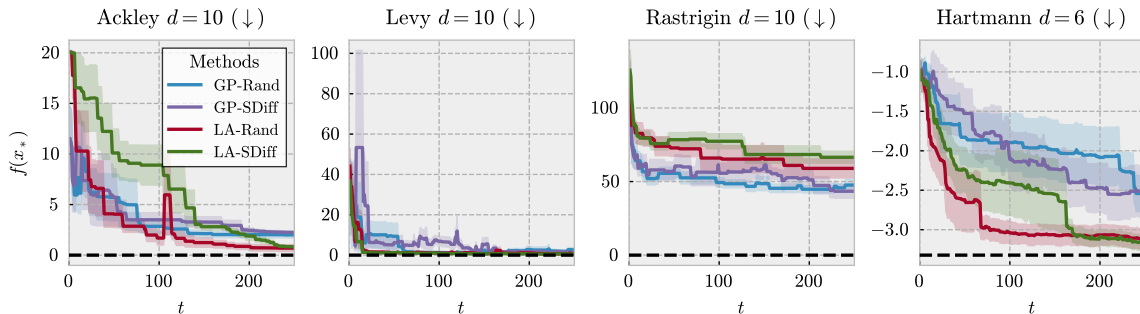 Ackley d = 10 (↓)
Levy d = 10 (↓)
Rastrigin d = 10 (↓)
Hartmann d = 6 (↓)
f(x*)
20
15
10
5
0
0
100
200
t
Methods
GP-Rand
GP-SDiff
LA-Rand
LA-SDiff
100
80
60
40
20
0
0
100
200
t
100
50
0
0
100
200
t
−1.0
−1.5
−2.0
−2.5
−3.0
0
100
200
t